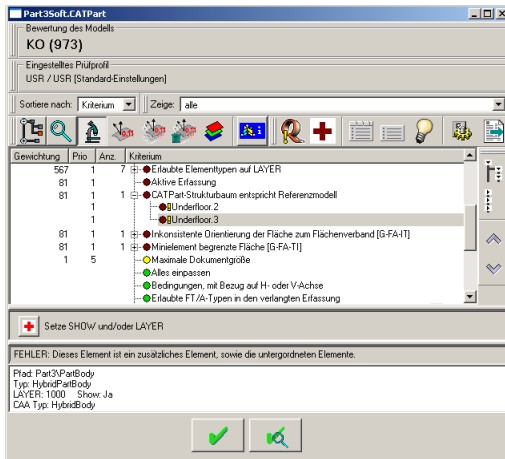 Part3Soft.CATPart
Bewertung des Modells
KO (973)
Eingestelltes Prüfprofil
USR / USR [Standard-Einstellungen]
Sortiere nach: Kriterium Zeige: alle
Gewichtung Prio Anz. Kriterium
567 1 7 Erlaubte Elementtypen auf LAYER
81 1 Aktive Erfassung
81 1 1 CATPart-Strukturbaum entspricht Referenzmodell
1 Underfloor.2
1 Underfloor.3
81 1 1 Inkonsistente Orientierung der Fläche zum Flächenverband [G-FA-IT]
81 1 1 Minielement begrenzte Fläche [G-FA-TI]
1 5 Maximale Dokumentgröße
Alles einpassen
Bedingungen, mit Bezug auf H- oder V-Achse
Erlaubte FT/A-Typen in den verlangten Erfassung
Setze SHOW und/oder LAYER
FEHLER: Dieses Element ist ein zusätzliches Element, sowie die untergeordneten Elemente.
Pfad: Part3\PartBody
Typ: HybridPartBody
LAYER: 1000 Show: Ja
CAA Typ: HybridBody